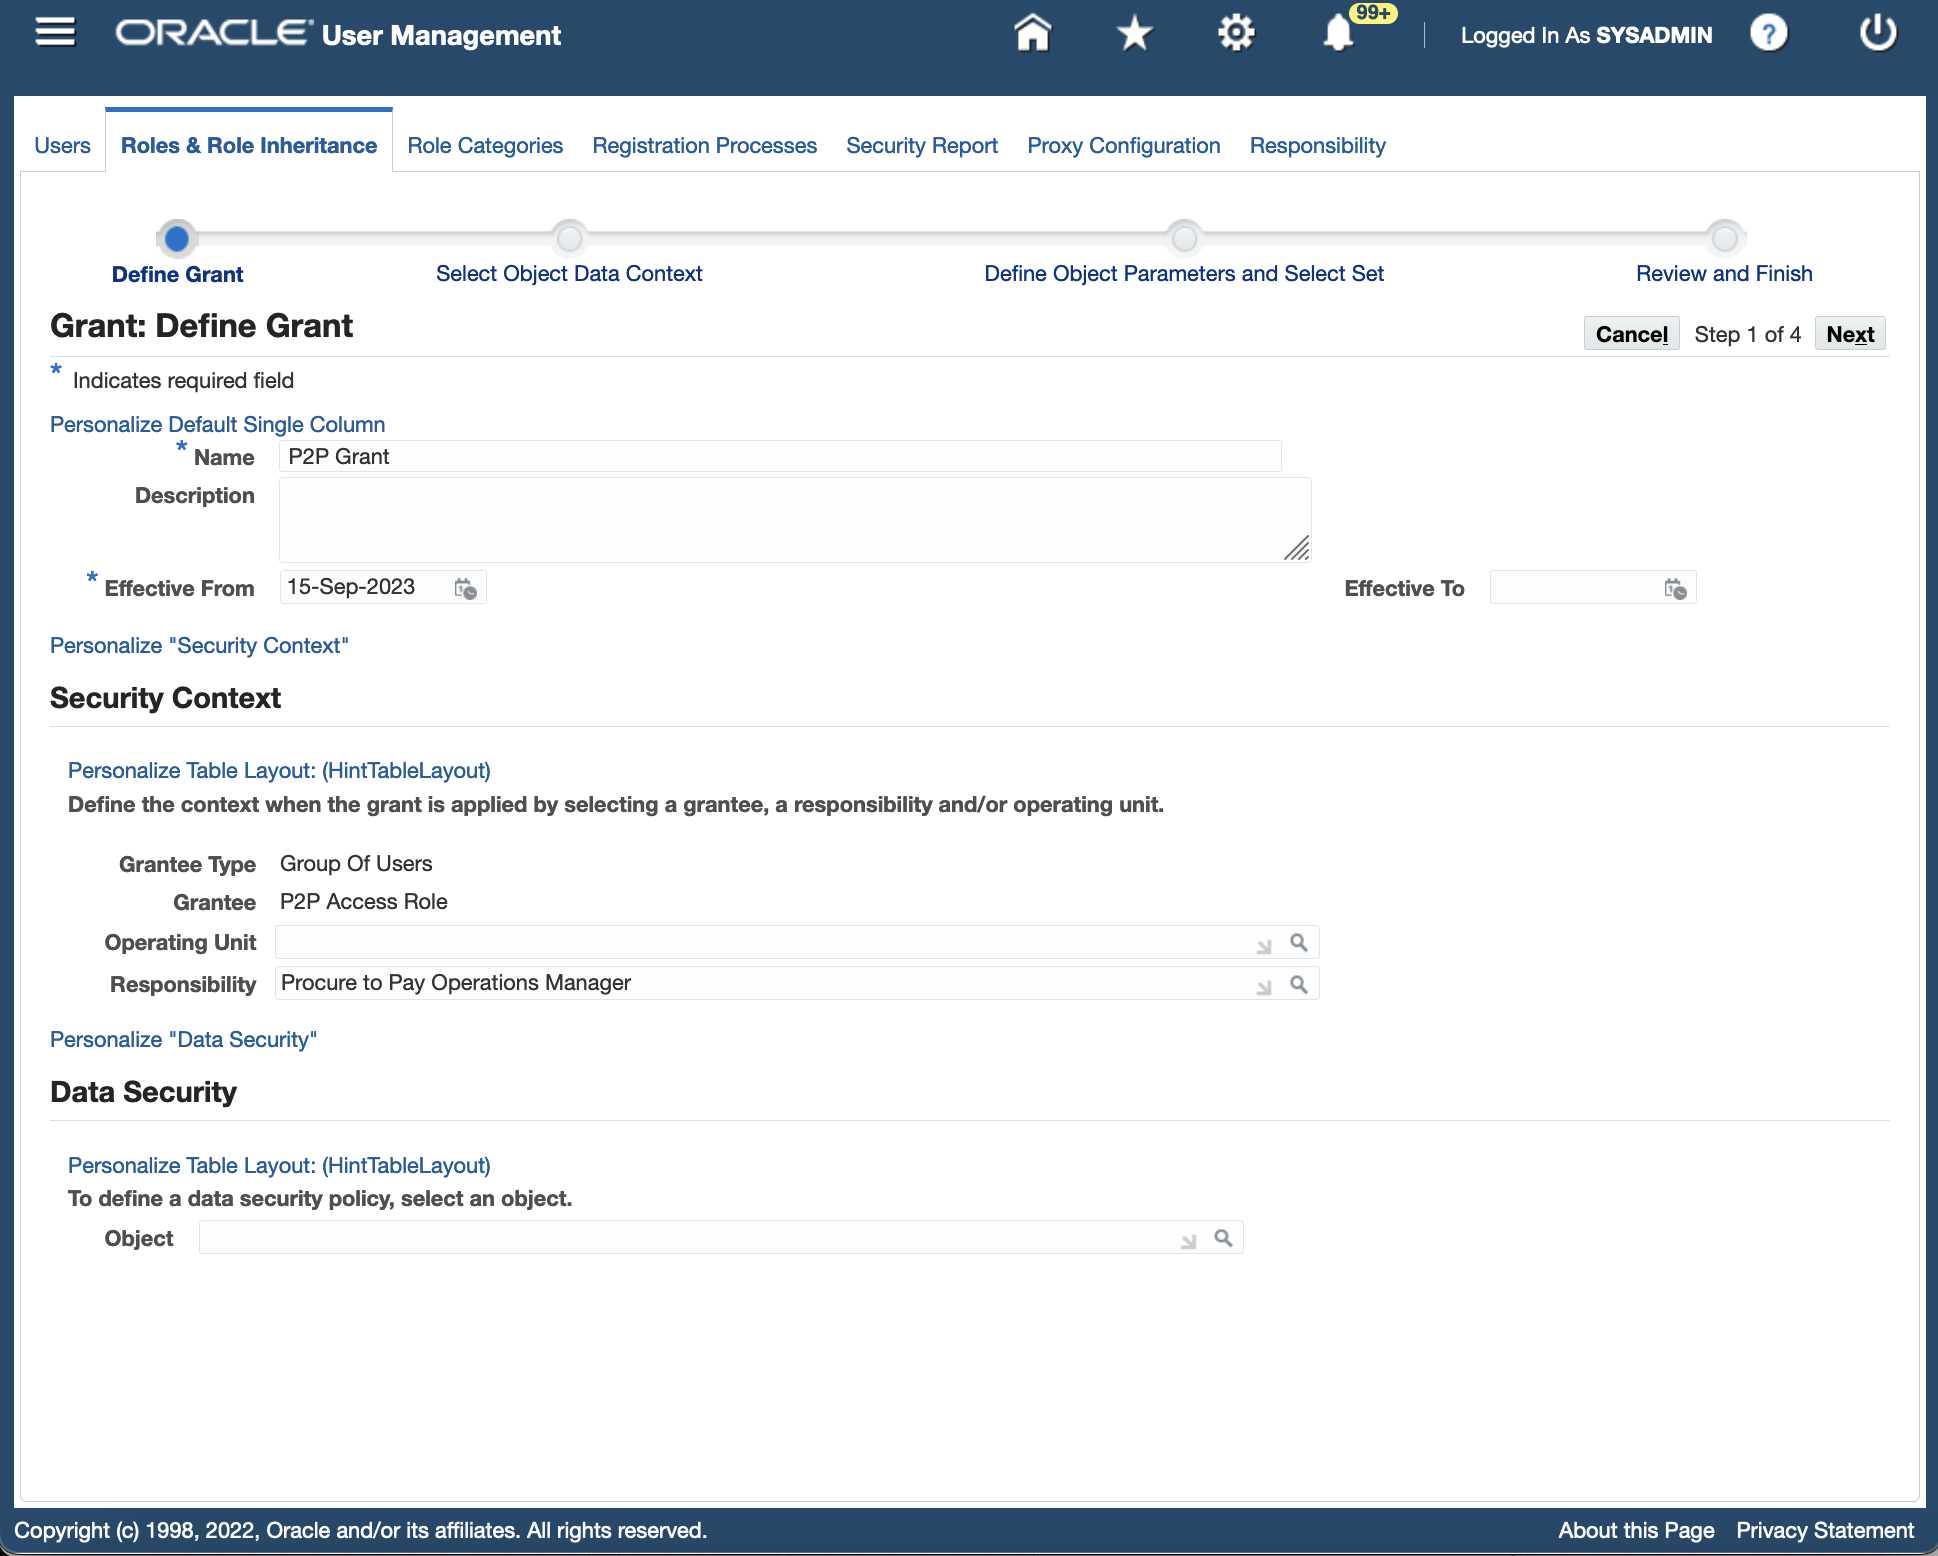 ORACLE User Management
99+
Logged In As SYSADMIN
?
Users Roles & Role Inheritance Role Categories Registration Processes Security Report Proxy Configuration Responsibility
Define Grant Select Object Data Context Define Object Parameters and Select Set Review and Finish
Grant: Define Grant
Cancel Step 1 of 4 Next
* Indicates required field
Personalize Default Single Column
* Name P2P Grant
Description
* Effective From 15-Sep-2023 Effective To
Personalize "Security Context"
Security Context
Personalize Table Layout: (HintTableLayout)
Define the context when the grant is applied by selecting a grantee, a responsibility and/or operating unit.
Grantee Type Group Of Users
Grantee P2P Access Role
Operating Unit
Responsibility Procure to Pay Operations Manager
Personalize "Data Security"
Data Security
Personalize Table Layout: (HintTableLayout)
To define a data security policy, select an object.
Object
Copyright (c) 1998, 2022, Oracle and/or its affiliates. All rights reserved. About this Page Privacy Statement